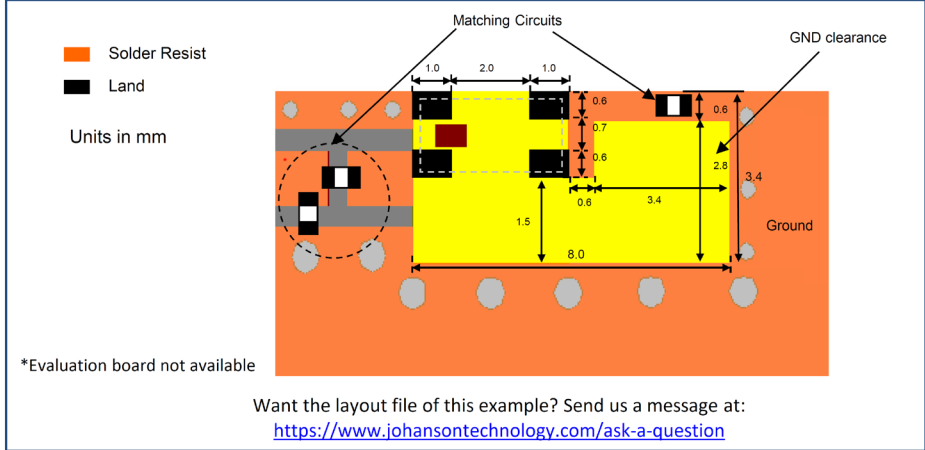 Matching Circuits
GND clearance
Solder Resist
Land
Units in mm
1.0
2.0
1.0
0.6
0.7
0.6
0.6
2.8
3.4
0.6
3.4
1.5
8.0
Ground
*Evaluation board not available
Want the layout file of this example? Send us a message at:
https://www.johansontechnology.com/ask-a-question